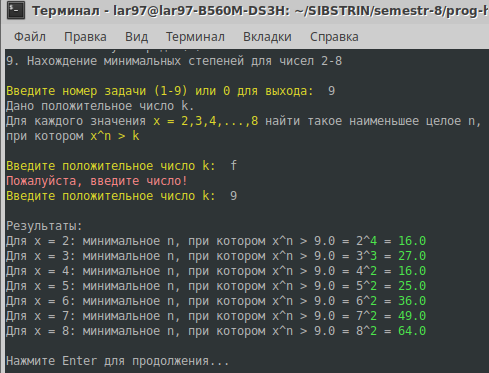 Терминал - lar97@lar97-B560M-DS3H: ~/SIBSTRIN/semestr-8/prog-h
Файл Правка Вид Терминал Вкладки Справка
9. Нахождение минимальных степеней для чисел 2-8
Введите номер задачи (1-9) или 0 для выхода: 9
Дано положительное число k.
Для каждого значения x = 2,3,4,...,8 найти такое наименьшее целое n,
при котором x^n > k
Введите положительное число k: f
Пожалуйста, введите число!
Введите положительное число k: 9
Результаты:
Для x = 2: минимальное n, при котором x^n > 9.0 = 2^4 = 16.0
Для x = 3: минимальное n, при котором x^n > 9.0 = 3^3 = 27.0
Для x = 4: минимальное n, при котором x^n > 9.0 = 4^2 = 16.0
Для x = 5: минимальное n, при котором x^n > 9.0 = 5^2 = 25.0
Для x = 6: минимальное n, при котором x^n > 9.0 = 6^2 = 36.0
Для x = 7: минимальное n, при котором x^n > 9.0 = 7^2 = 49.0
Для x = 8: минимальное n, при котором x^n > 9.0 = 8^2 = 64.0
Нажмите Enter для продолжения...